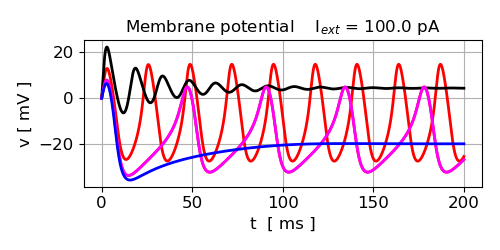 Membrane potential    I_ext = 100.0 pA
v [ mV ]
20
0
−20
0
50
100
150
200
t [ ms ]